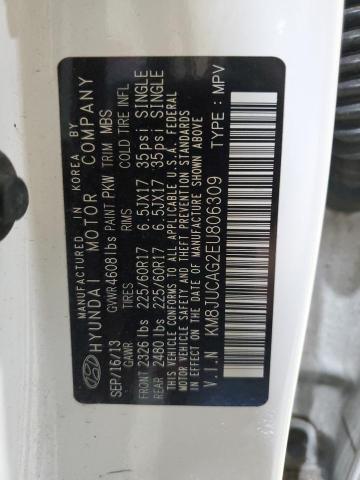 MANUFACTURED IN KOREA BY
HYUNDAI MOTOR COMPANY
SEP/16/13 GVWR4608lbs PAINT PKW TRIM MBS
GAWR TIRES RIMS COLD TIRE INFL
FRONT 2326 lbs 225/60R17 6.5JX17 35psi SINGLE
REAR 2480 lbs 225/60R17 6.5JX17 35psi SINGLE
THIS VEHICLE CONFORMS TO ALL APPLICABLE U.S.A. FEDERAL
MOTOR VEHICLE SAFETY AND THEFT PREVENTION STANDARDS
IN EFFECT ON THE DATE OF MANUFACTURE SHOWN ABOVE
V.I.N : KM8JUCAG2EU806309 TYPE : MPV